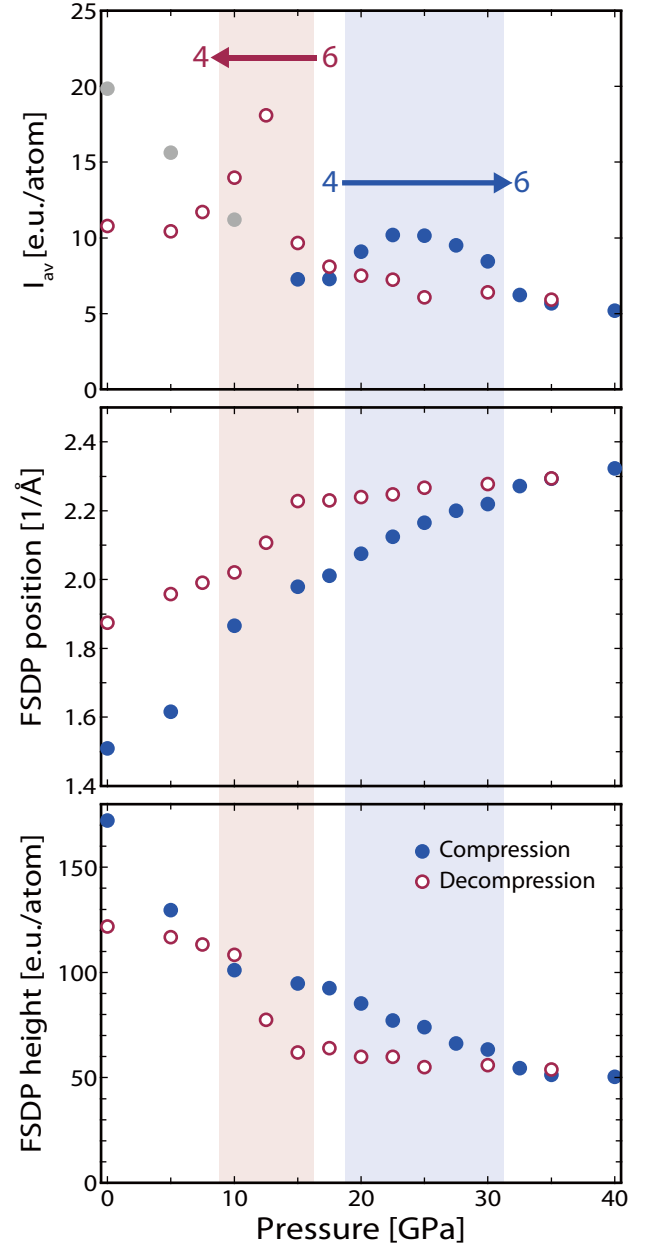 25
20
15
10
5
0
I_av [e.u./atom]
4 6
4 6
2.4
2.2
2.0
1.8
1.6
1.4
FSDP position [1/Å]
150
100
50
0
FSDP height [e.u./atom]
Compression
Decompression
0 10 20 30 40
Pressure [GPa]